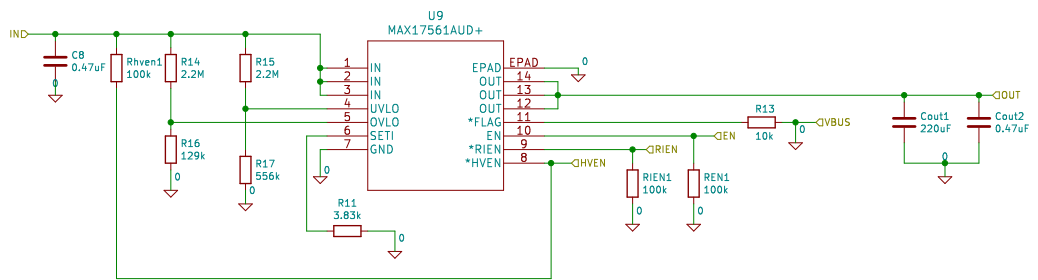 U9
MAX17561AUD+
IN
C8
0.47uF
0
Rhven1
100k
R14
2.2M
R15
2.2M
R16
129k
0
R17
556k
0
1 IN
2 IN
3 IN
4 UVLO
5 OVLO
6 SETI
7 GND
EPAD EPAD
OUT 14
OUT 13
OUT 12
*FLAG 11
EN 10
*RIEN 9
*HVEN 8
0
0
R11
3.83k
0
R13
10k
VBUS
0
EN
RIEN
HVEN
RIEN1
100k
0
REN1
100k
0
OUT
Cout1
220uF
Cout2
0.47uF
0